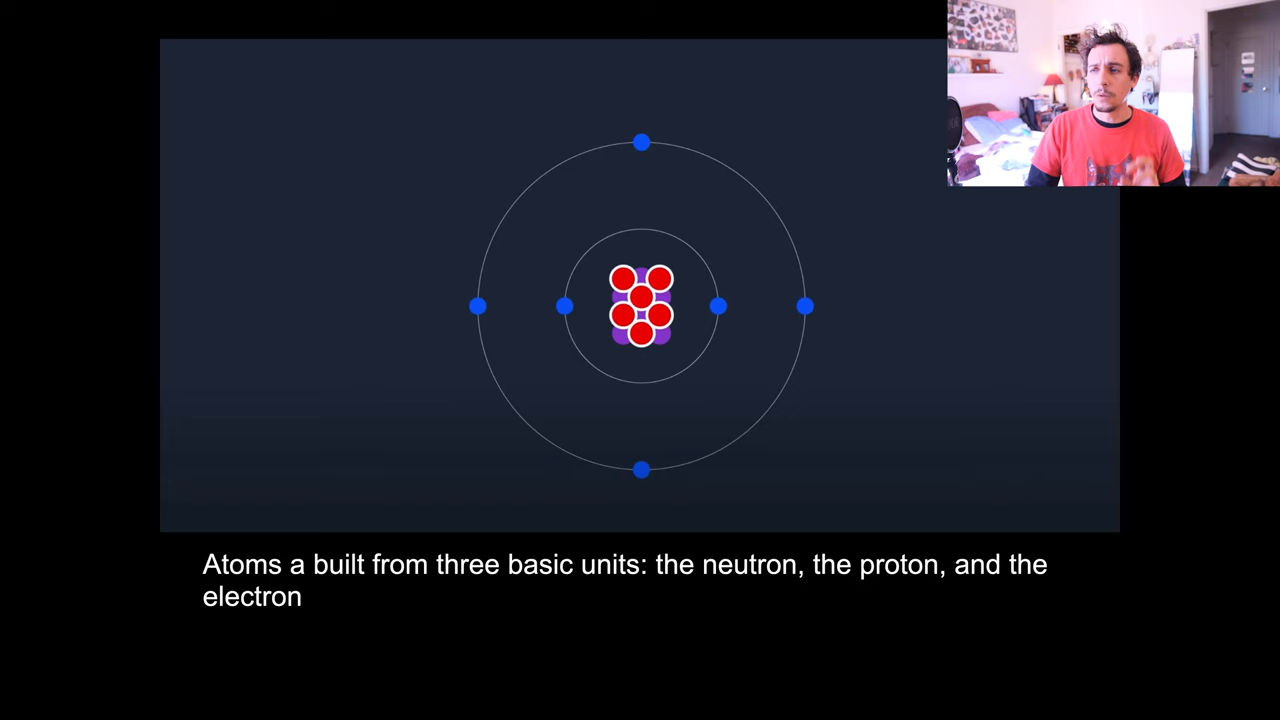 Atoms a built from three basic units: the neutron, the proton, and the
electron